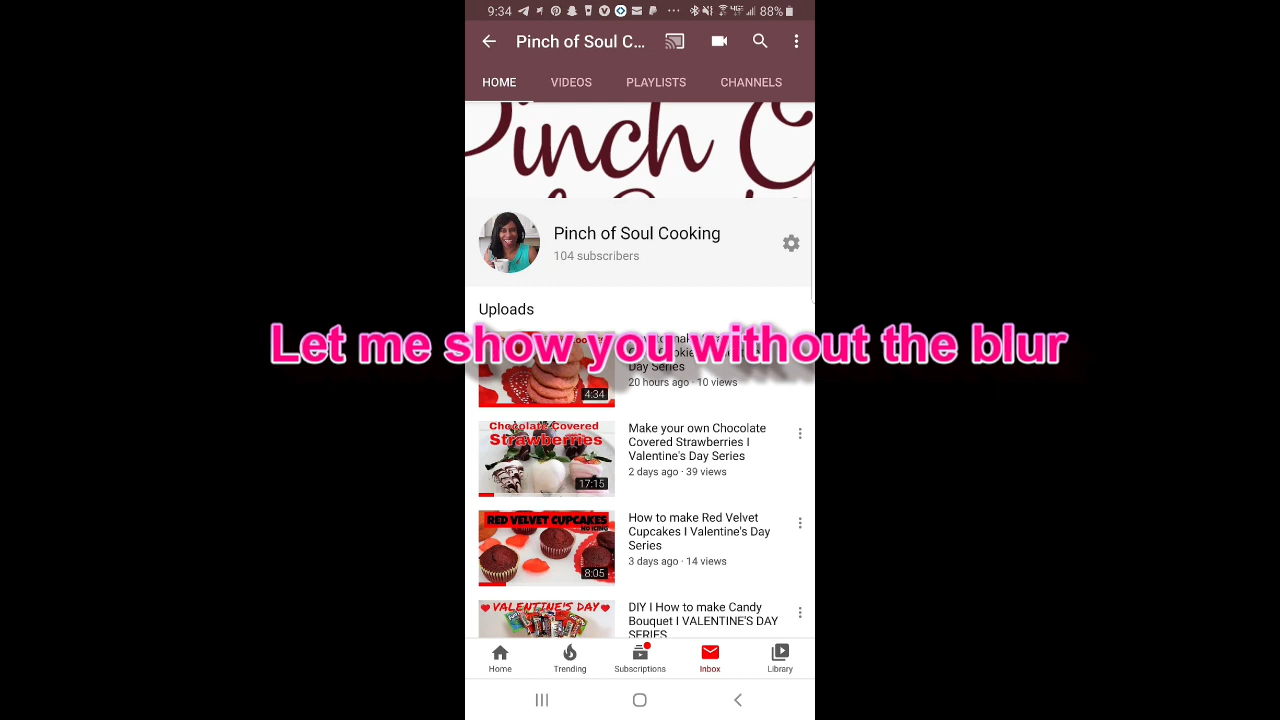 9:34
4GE
88%
Pinch of Soul C...
HOME VIDEOS PLAYLISTS CHANNELS
Pinch
Pinch of Soul Cooking
104 subscribers
Uploads
Let me show you without the blur
Day Series
4:34
20 hours ago · 10 views
Chocolate Covered
Strawberries
17:15
Make your own Chocolate
Covered Strawberries I
Valentine's Day Series
2 days ago · 39 views
RED VELVET CUPCAKES
NO ICING
8:05
How to make Red Velvet
Cupcakes I Valentine's Day
Series
3 days ago · 14 views
VALENTINE'S DAY
DIY I How to make Candy
Bouquet I VALENTINE'S DAY
SERIES
Home Trending Subscriptions Inbox Library